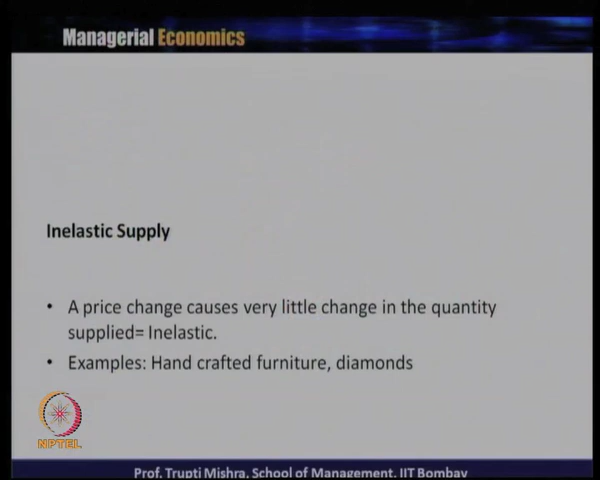 Managerial Economics
Inelastic Supply
• A price change causes very little change in the quantity
supplied= Inelastic.
• Examples: Hand crafted furniture, diamonds
NPTEL
Prof. Trupti Mishra, School of Management, IIT Bombay